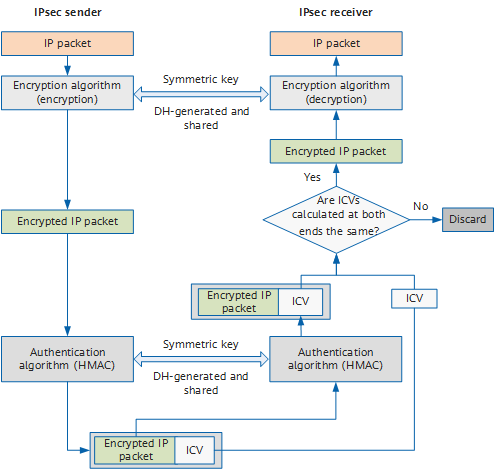 IPsec sender
IPsec receiver
IP packet
IP packet
Encryption algorithm
(encryption)
Symmetric key
DH-generated and
shared
Encryption algorithm
(decryption)
Encrypted IP packet
Yes
Are ICVs
calculated at both
ends the same?
No
Discard
Encrypted IP packet
Encrypted IP
packet
ICV
ICV
Authentication
algorithm (HMAC)
Symmetric key
DH-generated and
shared
Authentication
algorithm (HMAC)
Encrypted IP
packet
ICV